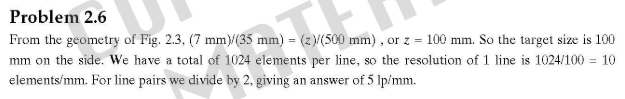 Problem 2.6
From the geometry of Fig. 2.3, (7 mm)/(35 mm) = (z)/(500 mm) , or z = 100 mm. So the target size is 100
mm on the side. We have a total of 1024 elements per line, so the resolution of 1 line is 1024/100 = 10
elements/mm. For line pairs we divide by 2, giving an answer of 5 lp/mm.